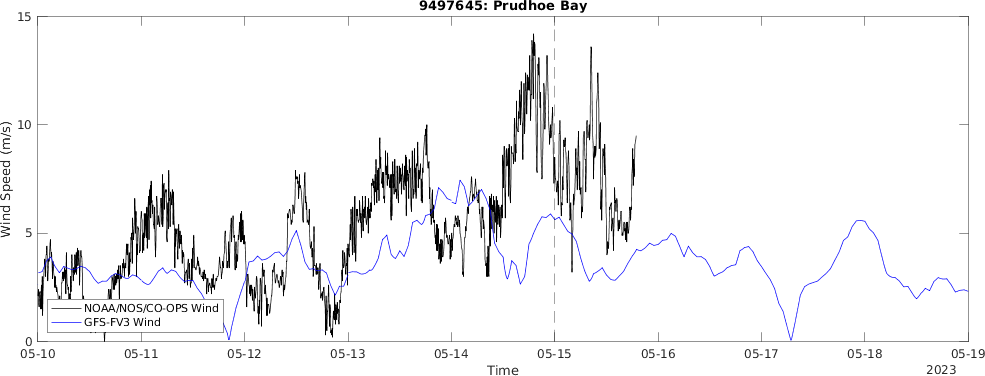 9497645: Prudhoe Bay
15
10
5
0
Wind Speed (m/s)
NOAA/NOS/CO-OPS Wind
GFS-FV3 Wind
05-10 05-11 05-12 05-13 05-14 05-15 05-16 05-17 05-18 05-19
Time
2023